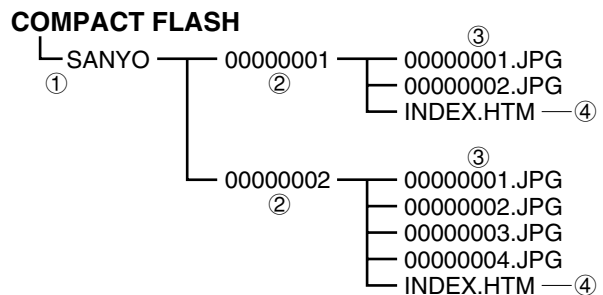 COMPACT FLASH
③
SANYO 00000001 00000001.JPG
① ② 00000002.JPG
INDEX.HTM ④
③
00000002 00000001.JPG
② 00000002.JPG
00000003.JPG
00000004.JPG
INDEX.HTM ④